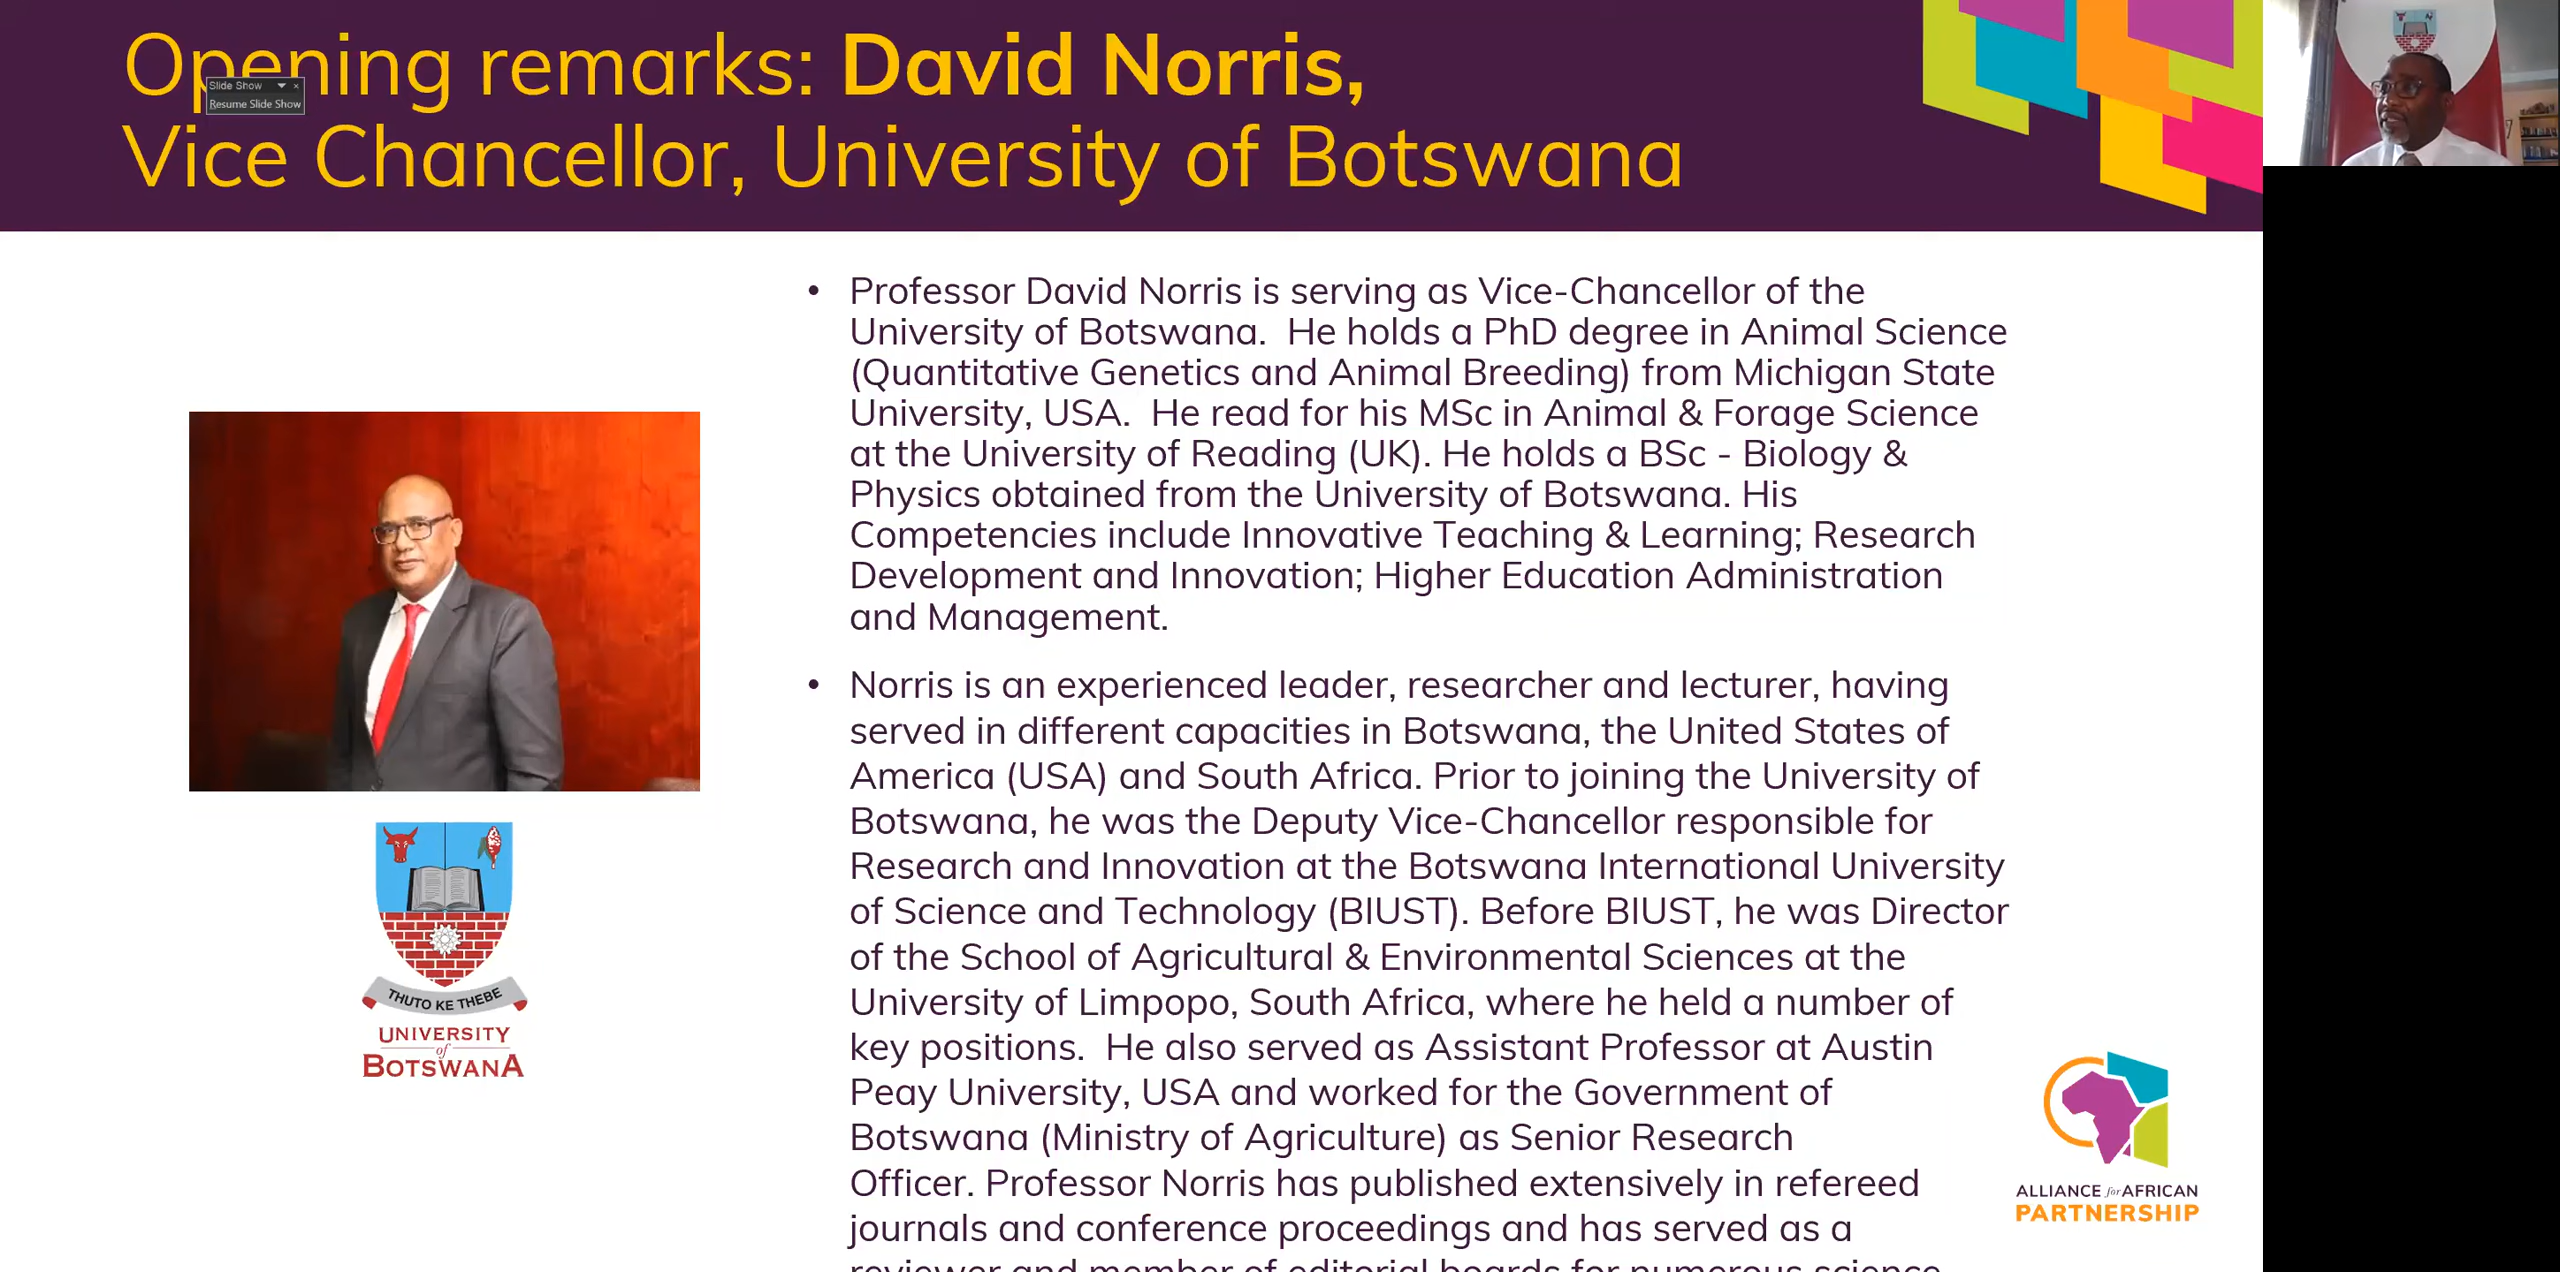 Opening remarks: David Norris,
Vice Chancellor, University of Botswana
Slide Show
Resume Slide Show
• Professor David Norris is serving as Vice-Chancellor of the
University of Botswana.  He holds a PhD degree in Animal Science
(Quantitative Genetics and Animal Breeding) from Michigan State
University, USA.  He read for his MSc in Animal & Forage Science
at the University of Reading (UK). He holds a BSc - Biology &
Physics obtained from the University of Botswana. His
Competencies include Innovative Teaching & Learning; Research
Development and Innovation; Higher Education Administration
and Management.
• Norris is an experienced leader, researcher and lecturer, having
served in different capacities in Botswana, the United States of
America (USA) and South Africa. Prior to joining the University of
Botswana, he was the Deputy Vice-Chancellor responsible for
Research and Innovation at the Botswana International University
of Science and Technology (BIUST). Before BIUST, he was Director
of the School of Agricultural & Environmental Sciences at the
University of Limpopo, South Africa, where he held a number of
key positions.  He also served as Assistant Professor at Austin
Peay University, USA and worked for the Government of
Botswana (Ministry of Agriculture) as Senior Research
Officer. Professor Norris has published extensively in refereed
journals and conference proceedings and has served as a
reviewer and member of editorial boards for numerous science
THUTO KE THEBE
UNIVERSITY
of
BOTSWANA
ALLIANCE for AFRICAN
PARTNERSHIP